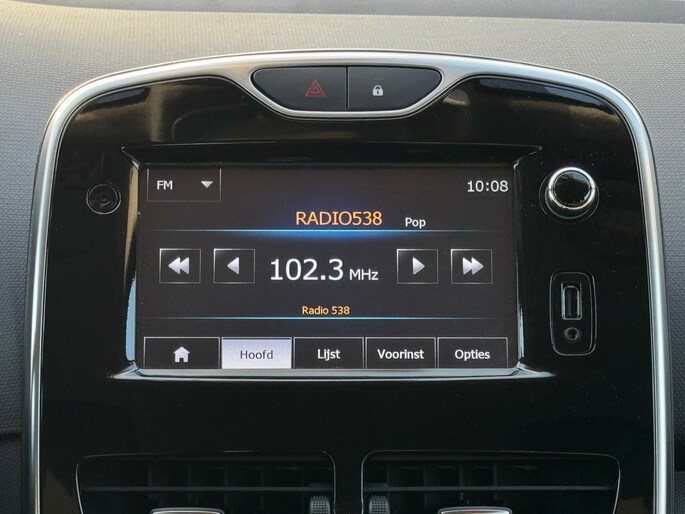 FM
10:08
RADIO538 Pop
102.3 MHz
Radio 538
Hoofd Lijst Voorinst Opties